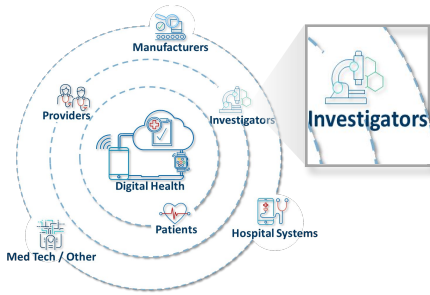 Manufacturers
Providers
Investigators
Investigators
Digital Health
Patients
Hospital Systems
Med Tech / Other